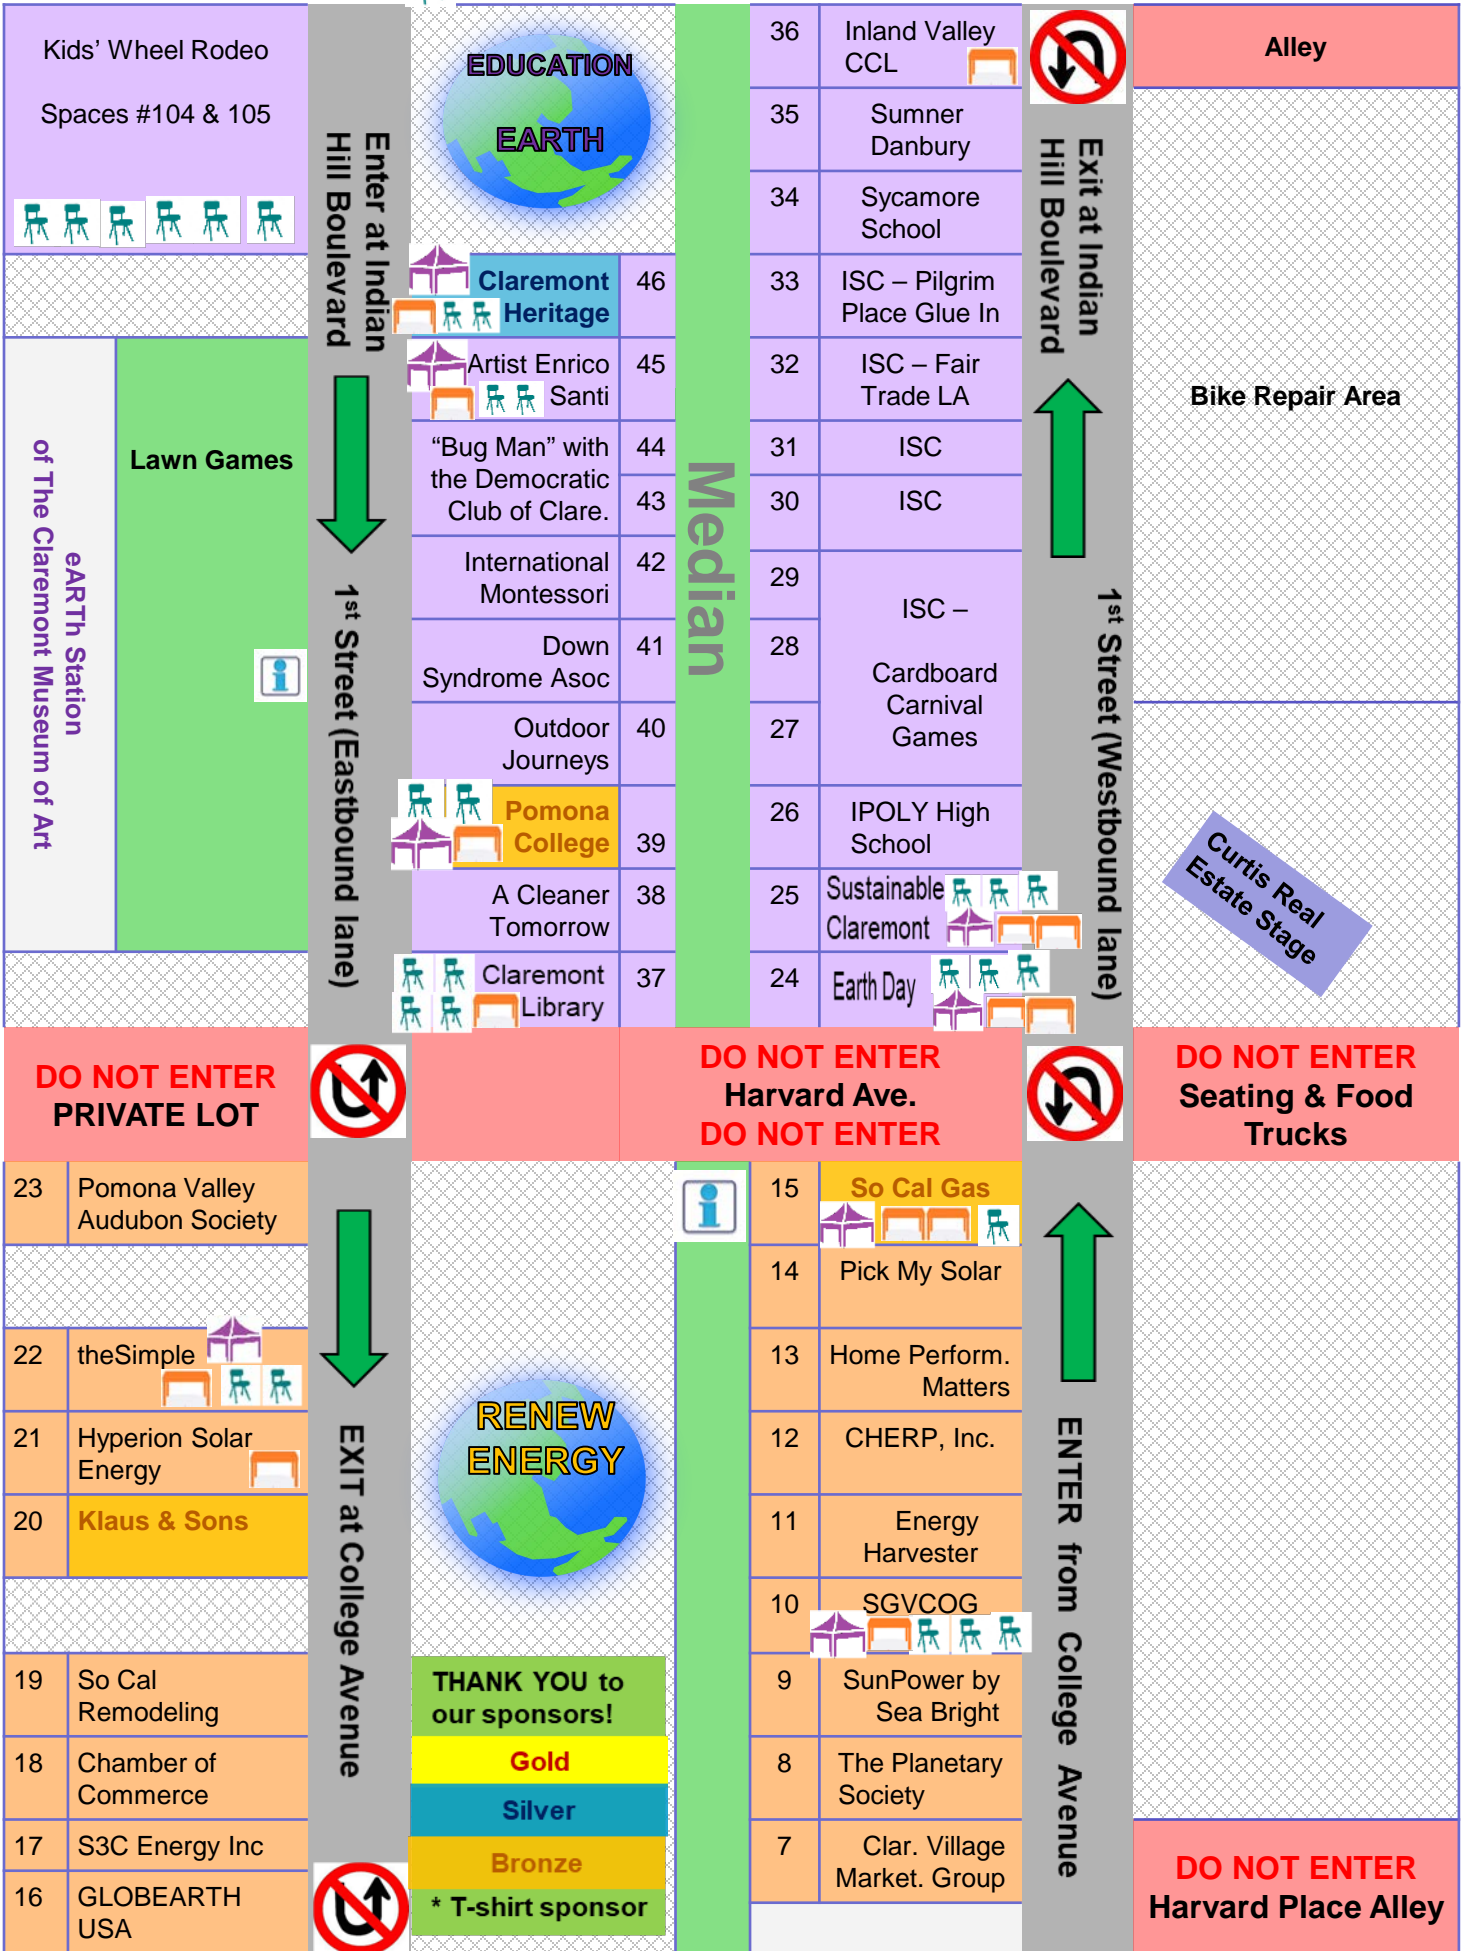 Kids' Wheel Rodeo
Spaces #104 & 105
Enter at Indian
Hill Boulevard
EDUCATION
EARTH
36
Inland Valley
CCL
35
Sumner
Danbury
34
Sycamore
School
33
ISC – Pilgrim
Place Glue In
32
ISC – Fair
Trade LA
31
ISC
30
ISC
29
28
27
ISC –
Cardboard
Carnival
Games
26
IPOLY High
School
25
Sustainable
Claremont
24
Earth Day
Exit at Indian
Hill Boulevard
1st Street (Westbound lane)
Alley
Bike Repair Area
Curtis Real
Estate Stage
Claremont
Heritage
46
Artist Enrico
Santi
45
“Bug Man” with
the Democratic
Club of Clare.
44
43
International
Montessori
42
Down
Syndrome Asoc
41
Outdoor
Journeys
40
Pomona
College
39
A Cleaner
Tomorrow
38
Claremont
Library
37
Median
eARTh Station
of The Claremont Museum of Art
Lawn Games
1st Street (Eastbound lane)
DO NOT ENTER
PRIVATE LOT
DO NOT ENTER
Harvard Ave.
DO NOT ENTER
DO NOT ENTER
Seating & Food
Trucks
23
Pomona Valley
Audubon Society
22
theSimple
21
Hyperion Solar
Energy
20
Klaus & Sons
19
So Cal
Remodeling
18
Chamber of
Commerce
17
S3C Energy Inc
16
GLOBEARTH
USA
EXIT at College Avenue
RENEW
ENERGY
THANK YOU to
our sponsors!
Gold
Silver
Bronze
* T-shirt sponsor
15
So Cal Gas
14
Pick My Solar
13
Home Perform.
Matters
12
CHERP, Inc.
11
Energy
Harvester
10
SGVCOG
9
SunPower by
Sea Bright
8
The Planetary
Society
7
Clar. Village
Market. Group
ENTER from College Avenue
DO NOT ENTER
Harvard Place Alley